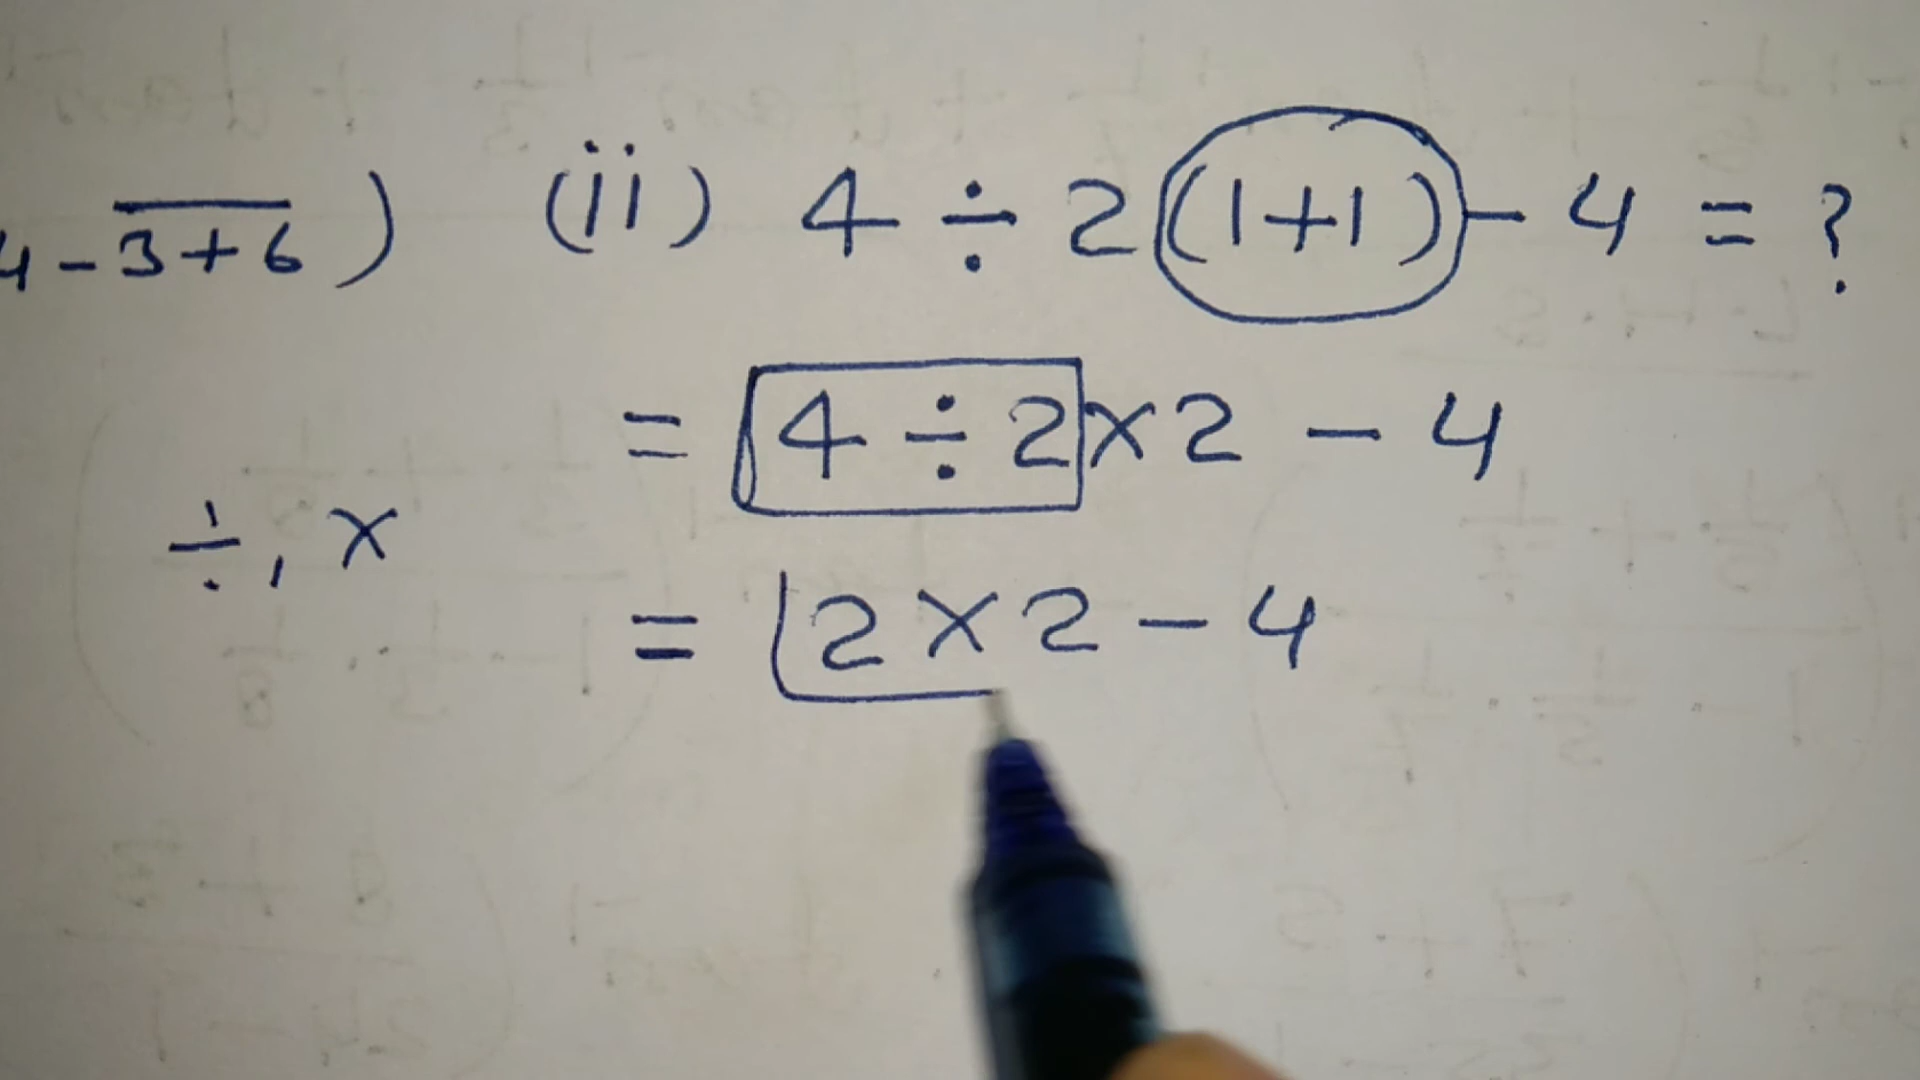 4 - 3 + 6 ) (ii) 4 ÷ 2 (1+1) - 4 = ?
= 4 ÷ 2 × 2 - 4
÷, ×
= 2 × 2 - 4